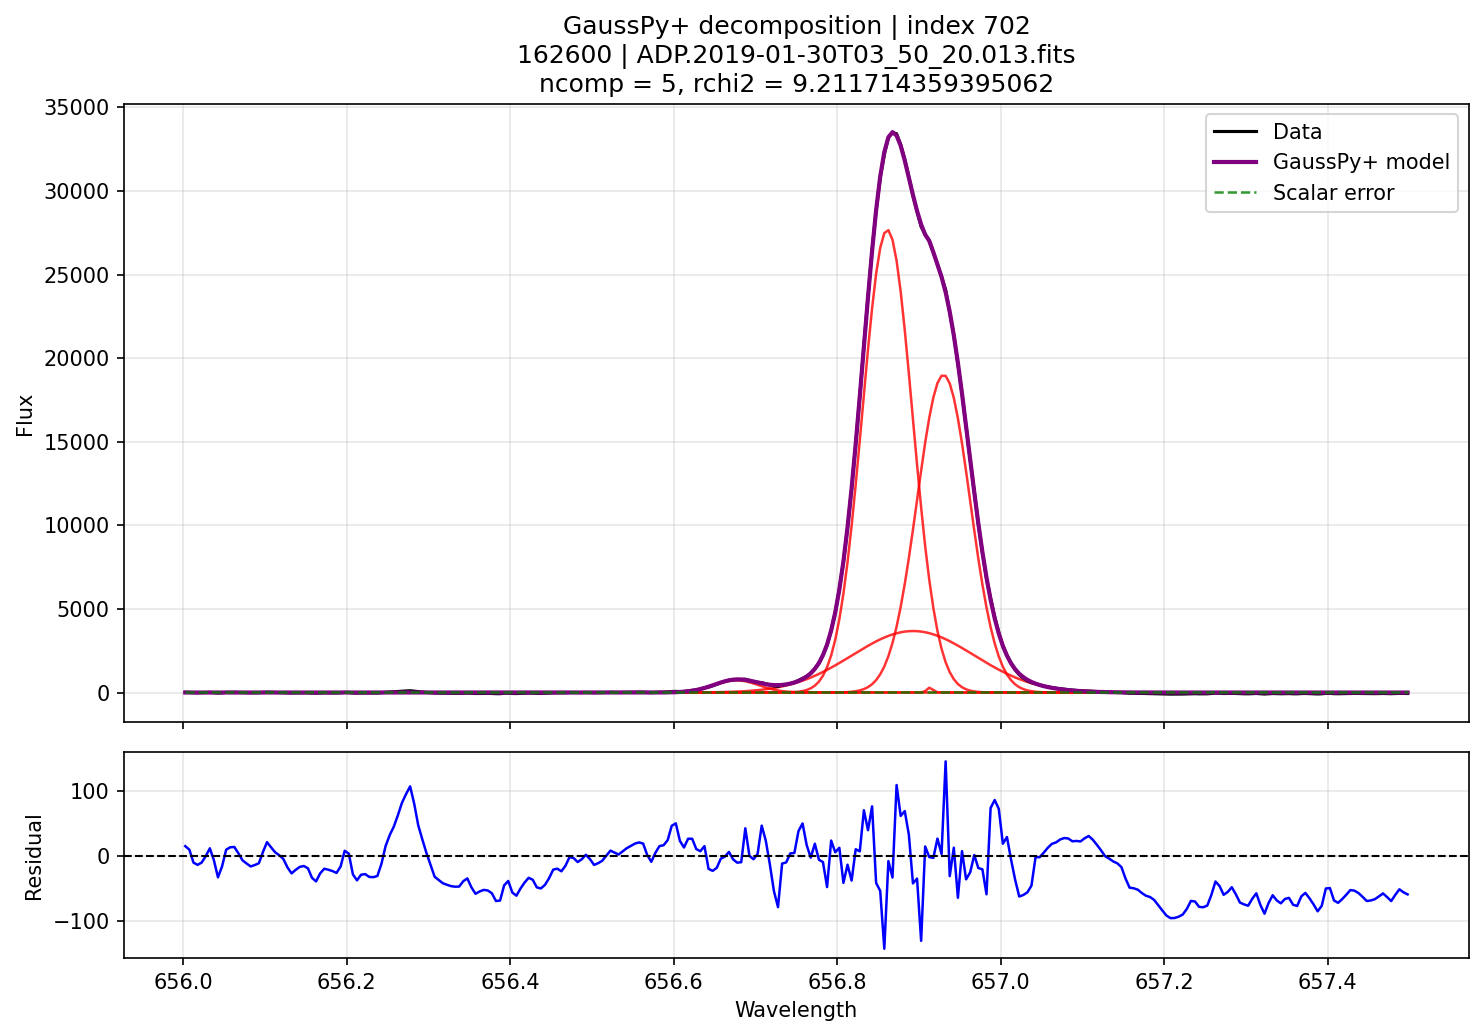 GaussPy+ decomposition | index 702
162600 | ADP.2019-01-30T03_50_20.013.fits
ncomp = 5, rchi2 = 9.211714359395062
35000
30000
25000
20000
15000
10000
5000
0
Flux
Data
GaussPy+ model
Scalar error
100
0
−100
Residual
656.0
656.2
656.4
656.6
656.8
657.0
657.2
657.4
Wavelength